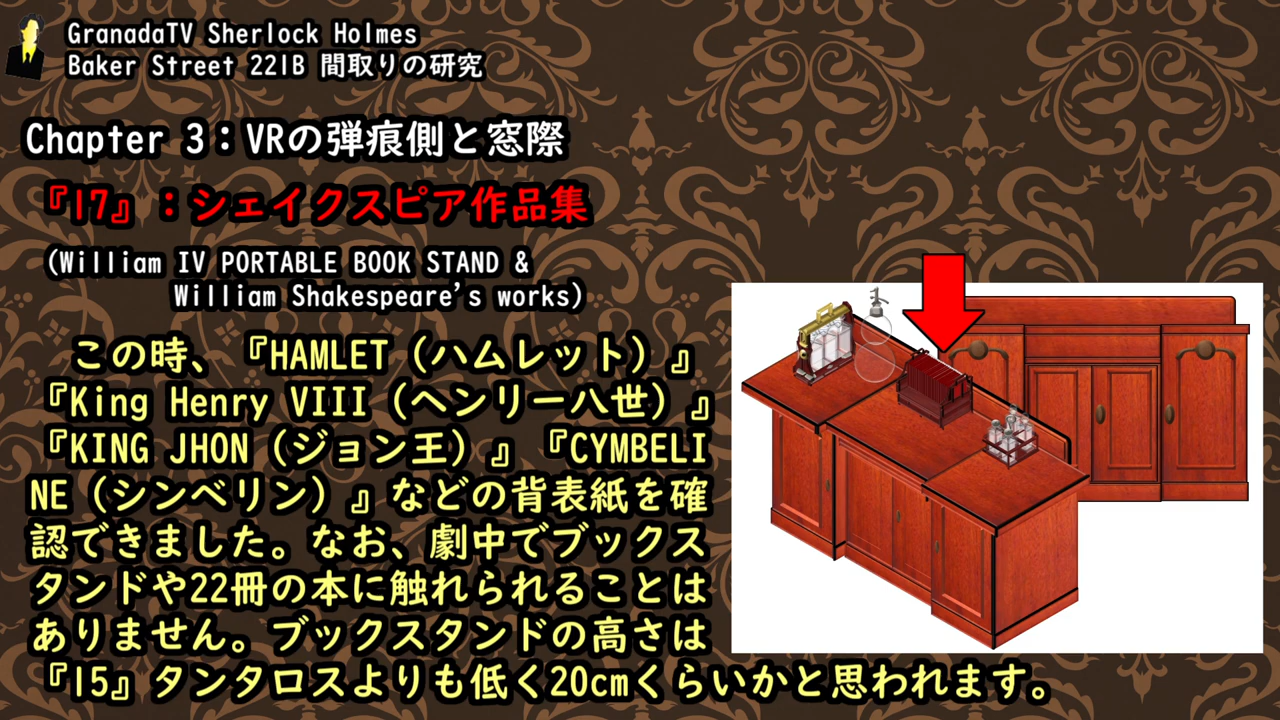 GranadaTV Sherlock Holmes
Baker Street 221B 間取りの研究
Chapter 3：VRの弾痕側と窓際
『17』：シェイクスピア作品集
(William IV PORTABLE BOOK STAND &
William Shakespeare's works)
この時、『HAMLET（ハムレット）』
『King Henry VIII（ヘンリー八世）』
『KING JHON（ジョン王）』『CYMBELI
NE（シンベリン）』などの背表紙を確
認できました。なお、劇中でブックス
タンドや22冊の本に触れられることは
ありません。ブックスタンドの高さは
『15』タンタロスよりも低く20cmくらいかと思われます。